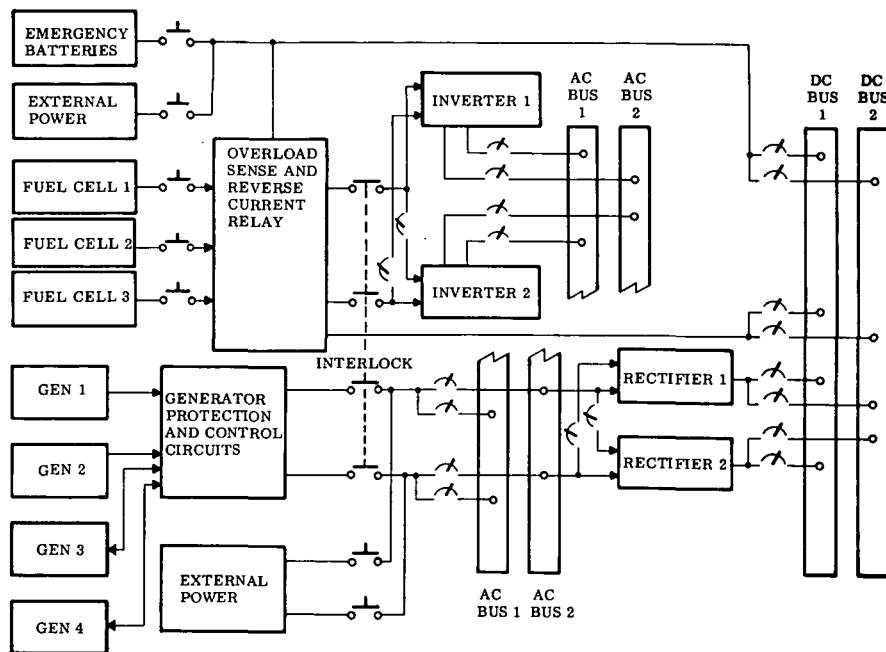 EMERGENCY
BATTERIES
EXTERNAL
POWER
FUEL CELL 1
FUEL CELL 2
FUEL CELL 3
OVERLOAD
SENSE AND
REVERSE
CURRENT
RELAY
INVERTER 1
INVERTER 2
AC
BUS
1
AC
BUS
2
DC
BUS
1
DC
BUS
2
INTERLOCK
GEN 1
GEN 2
GEN 3
GEN 4
GENERATOR
PROTECTION
AND CONTROL
CIRCUITS
EXTERNAL
POWER
AC
BUS 1
AC
BUS 2
RECTIFIER 1
RECTIFIER 2